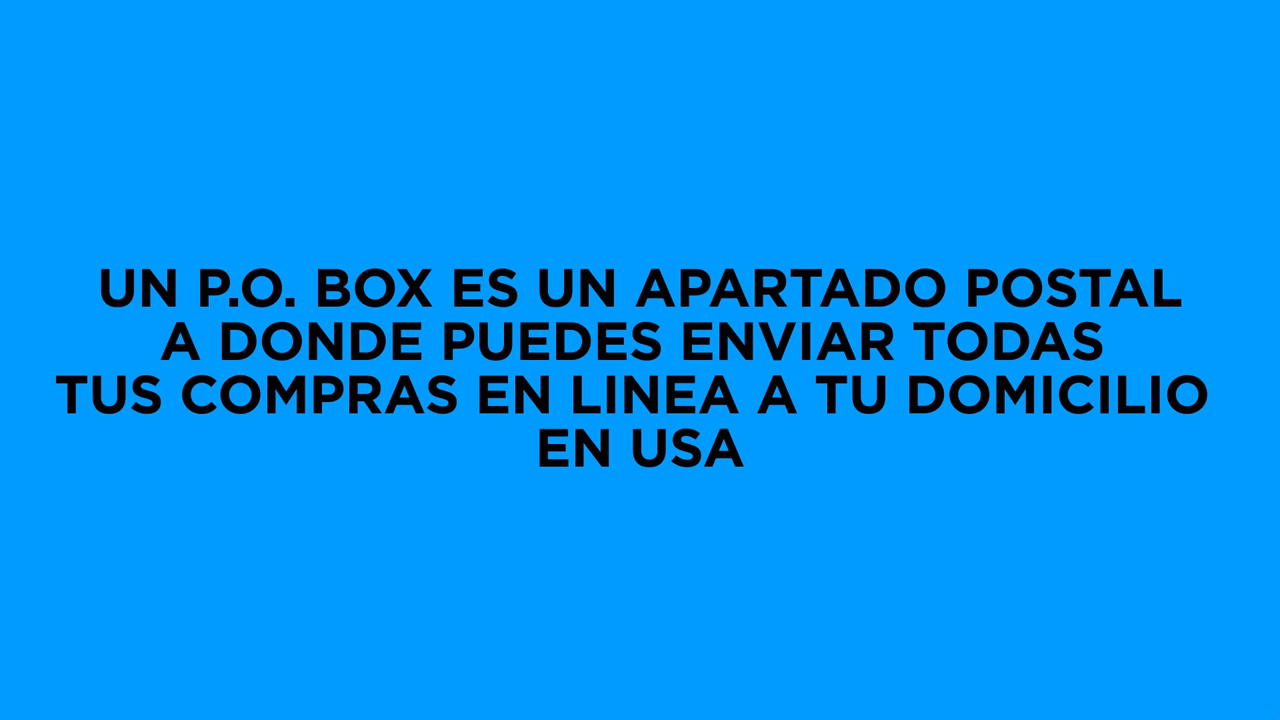 UN P.O. BOX ES UN APARTADO POSTAL
A DONDE PUEDES ENVIAR TODAS
TUS COMPRAS EN LINEA A TU DOMICILIO
EN USA